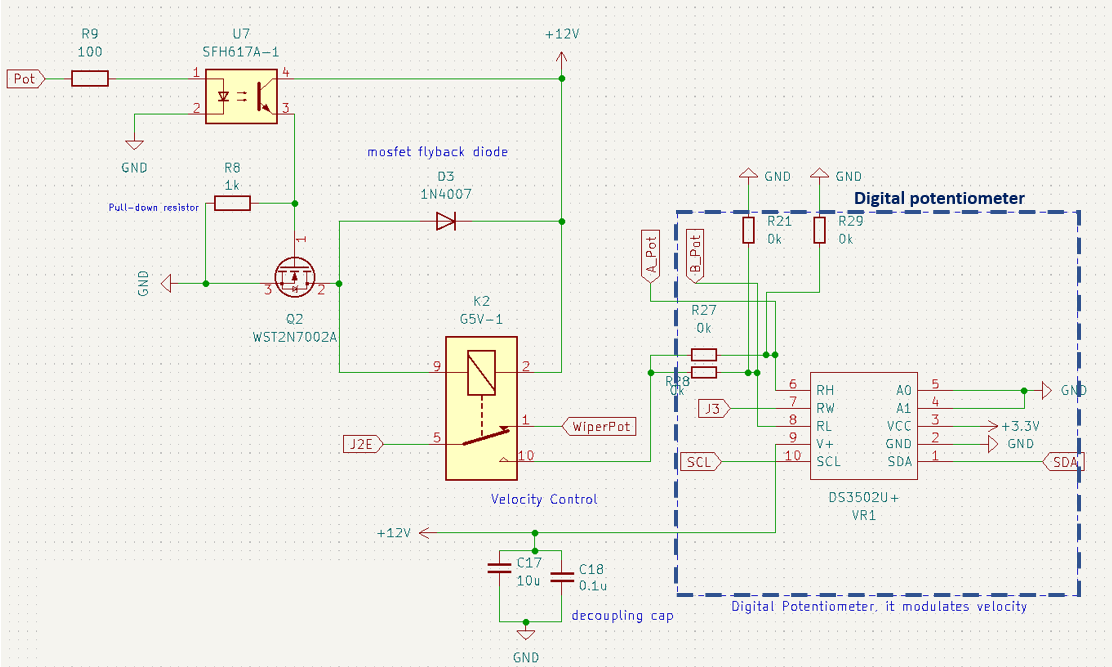 R9
100
U7
SFH617A-1
+12V
Pot
1
4
2
3
GND
mosfet flyback diode
R8
1k
D3
1N4007
Pull-down resistor
GND
GND
Digital potentiometer
R21
0k
R29
0k
A_Pot
B_Pot
1
GND
3
2
Q2
WST2N7002A
K2
G5V-1
R27
0k
R28
0k
9
2
1
WiperPot
J2E
5
10
Velocity Control
6
RH
A0
5
GND
J3
7
RW
A1
4
8
RL
VCC
3
+3.3V
9
V+
GND
2
GND
SCL
10
SCL
SDA
1
SDA
DS3502U+
VR1
+12V
C17
10u
C18
0.1u
decoupling cap
Digital Potentiometer, it modulates velocity
GND